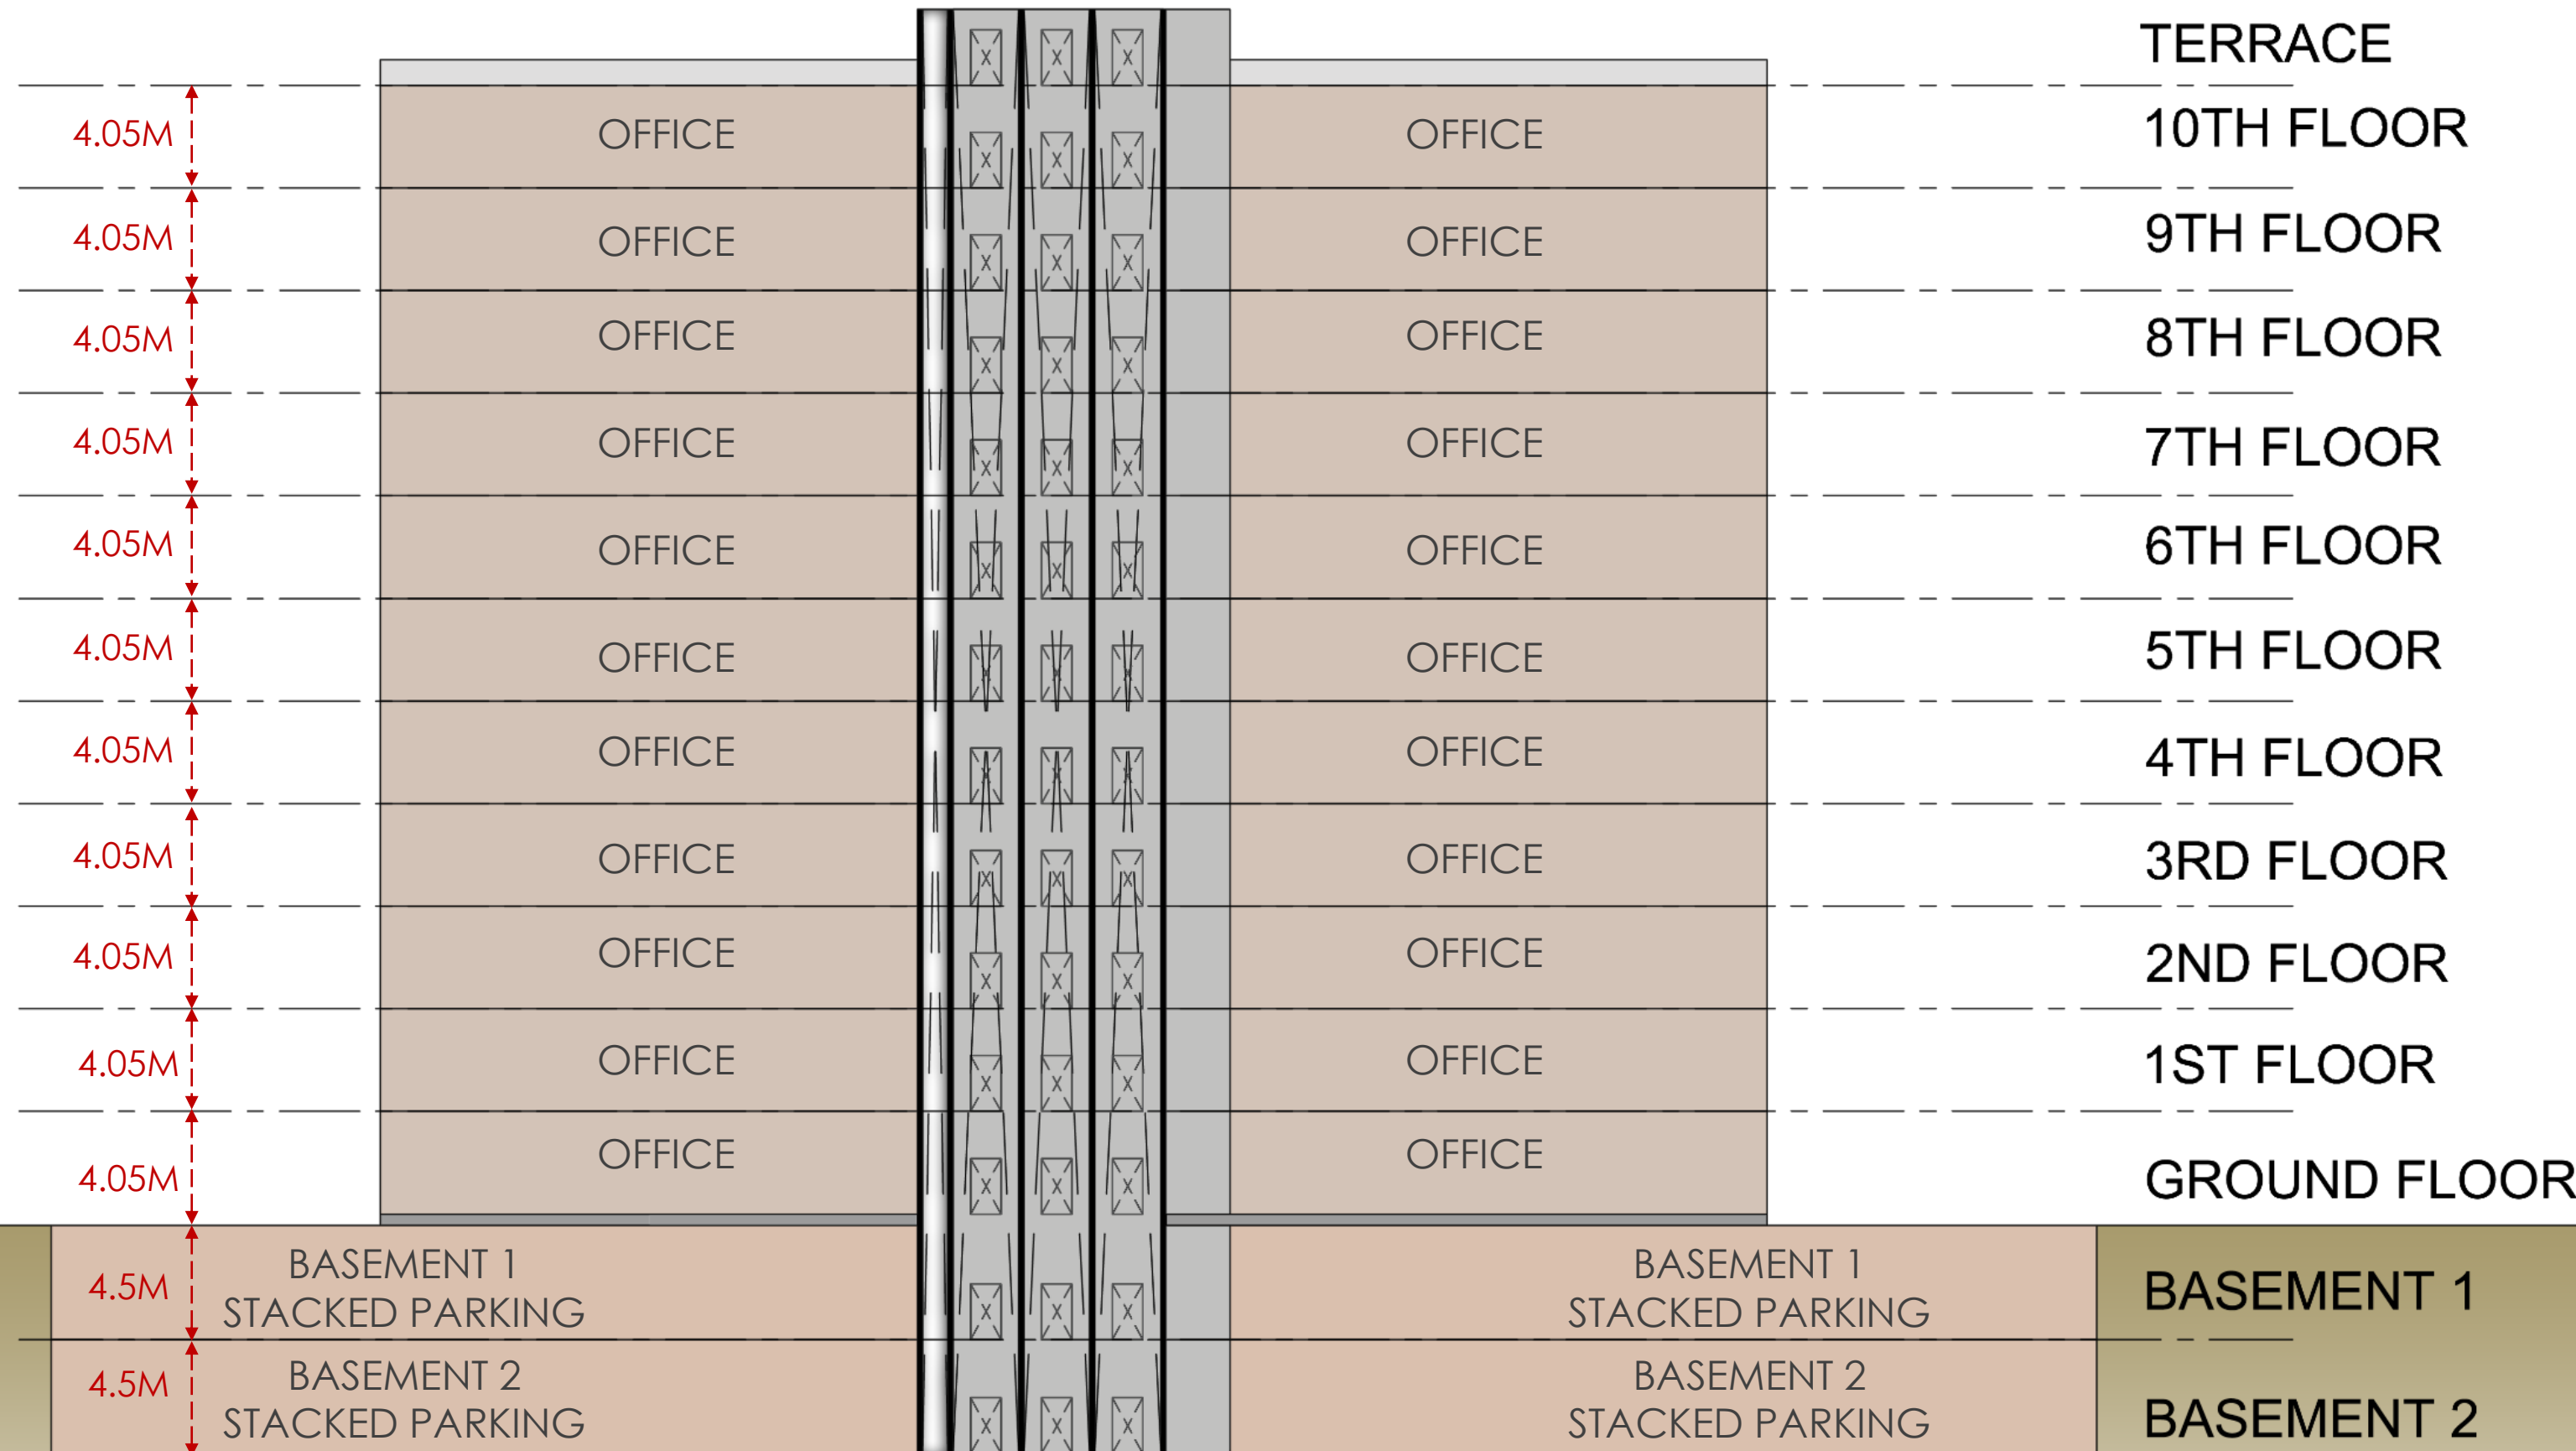 TERRACE
4.05M OFFICE OFFICE 10TH FLOOR
4.05M OFFICE OFFICE 9TH FLOOR
4.05M OFFICE OFFICE 8TH FLOOR
4.05M OFFICE OFFICE 7TH FLOOR
4.05M OFFICE OFFICE 6TH FLOOR
4.05M OFFICE OFFICE 5TH FLOOR
4.05M OFFICE OFFICE 4TH FLOOR
4.05M OFFICE OFFICE 3RD FLOOR
4.05M OFFICE OFFICE 2ND FLOOR
4.05M OFFICE OFFICE 1ST FLOOR
4.05M OFFICE OFFICE GROUND FLOOR
4.5M
BASEMENT 1
STACKED PARKING
BASEMENT 1
STACKED PARKING
BASEMENT 1
4.5M
BASEMENT 2
STACKED PARKING
BASEMENT 2
STACKED PARKING
BASEMENT 2